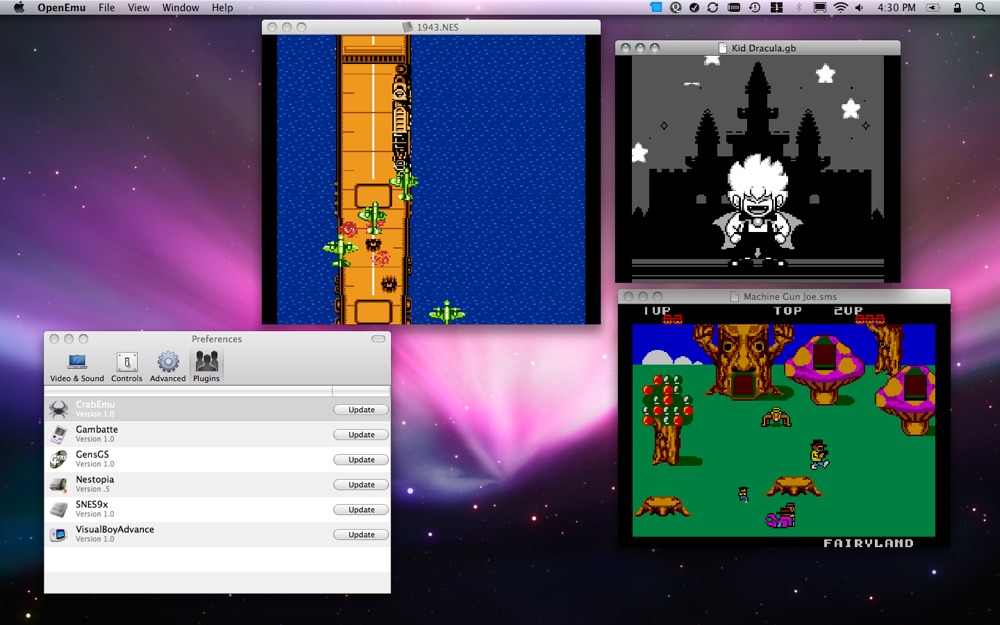 OpenEmu File Edit View Window Help 4:30 PM
1943.NES
Kid Dracula.gb
Machine Gun Joe.sms
1UP TOP 2UP
FAIRYLAND
Preferences
Video & Sound Controls Advanced Plugins
CrabEmu
Version 1.0
Update
Gambatte
Version 1.0
Update
GensGS
Version 1.0
Update
Nestopia
Version .5
Update
SNES9x
Version 1.0
Update
VisualBoyAdvance
Version 1.0
Update